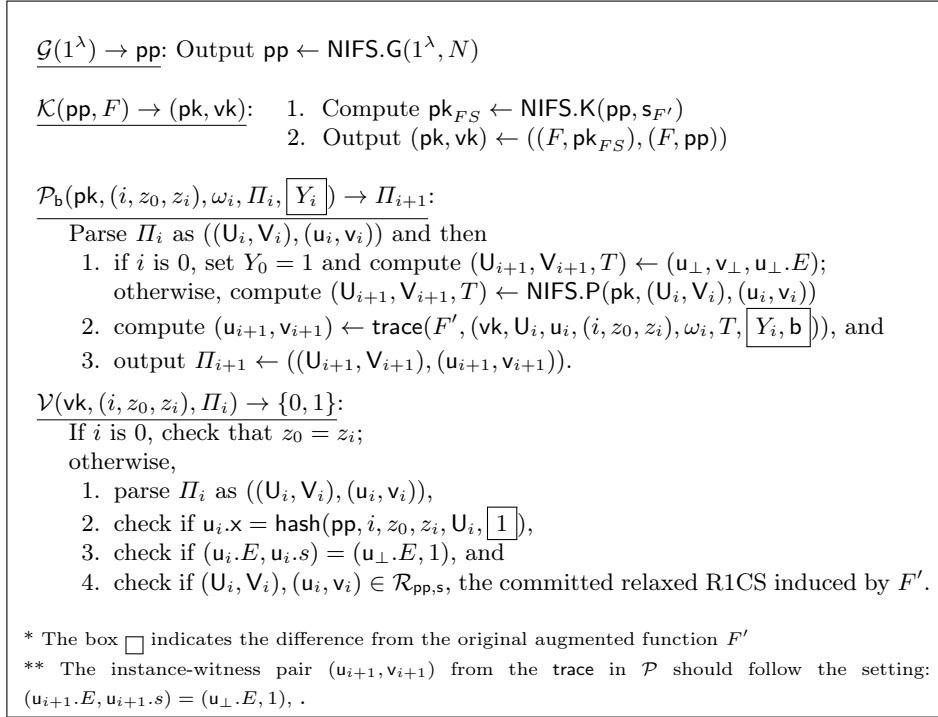 𝒢(1^λ) → pp: Output pp ← NIFS.G(1^λ, N)
𝒦(pp, F) → (pk, vk): 1. Compute pk_{FS} ← NIFS.K(pp, s_{F′})
2. Output (pk, vk) ← ((F, pk_{FS}), (F, pp))
𝒫_b(pk, (i, z_0, z_i), ω_i, Π_i, Y_i) → Π_{i+1}:
Parse Π_i as ((U_i, V_i), (u_i, v_i)) and then
1. if i is 0, set Y_0 = 1 and compute (U_{i+1}, V_{i+1}, T) ← (u_⊥, v_⊥, u_⊥.E);
otherwise, compute (U_{i+1}, V_{i+1}, T) ← NIFS.P(pk, (U_i, V_i), (u_i, v_i))
2. compute (u_{i+1}, v_{i+1}) ← trace(F′, (vk, U_i, u_i, (i, z_0, z_i), ω_i, T, Y_i, b)), and
3. output Π_{i+1} ← ((U_{i+1}, V_{i+1}), (u_{i+1}, v_{i+1})).
𝒱(vk, (i, z_0, z_i), Π_i) → {0, 1}:
If i is 0, check that z_0 = z_i;
otherwise,
1. parse Π_i as ((U_i, V_i), (u_i, v_i)),
2. check if u_i.x = hash(pp, i, z_0, z_i, U_i, 1),
3. check if (u_i.E, u_i.s) = (u_⊥.E, 1), and
4. check if (U_i, V_i), (u_i, v_i) ∈ ℛ_{pp,s}, the committed relaxed R1CS induced by F′.
* The box □ indicates the difference from the original augmented function F′
** The instance-witness pair (u_{i+1}, v_{i+1}) from the trace in 𝒫 should follow the setting:
(u_{i+1}.E, u_{i+1}.s) = (u_⊥.E, 1), .